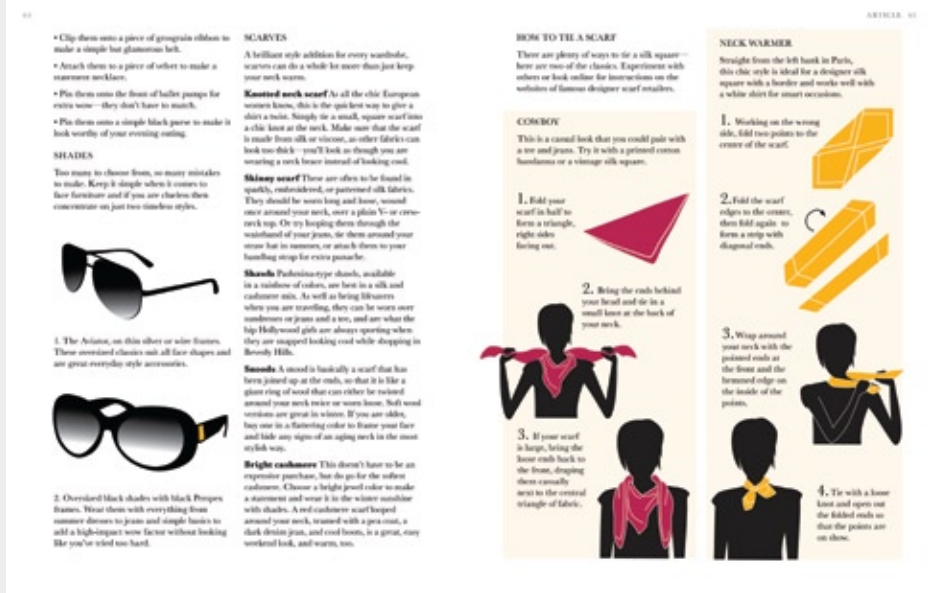 ARTICLE
• Clip them onto a piece of grosgrain ribbon to
make a simple but glamorous belt.
• Attach them to a piece of velvet to make a
statement necklace.
• Pin them onto the front of ballet pumps for
extra wow—they don't have to match.
• Pin them onto a simple black purse to make it
look worthy of your evening outing.
SHADES
Too many to choose from, so many mistakes
to make. Keep it simple when it comes to
face furniture and if you are clueless then
concentrate on just two timeless styles.
1. The Aviator, on thin silver or wire frames.
These oversized classics suit all face shapes and
are great everyday style accessories.
2. Oversized black shades with black Perspex
frames. Wear them with everything from
summer dresses to jeans and simple basics to
add a high-impact wow factor without looking
like you've tried too hard.
SCARVES
A brilliant style addition for every wardrobe,
scarves can do a whole lot more than just keep
your neck warm.
Knotted neck scarf As all the chic European
women know, this is the quickest way to give a
shirt a twist. Simply tie a small, square scarf into
a chic knot at the neck. Make sure that the scarf
is made from silk or viscose, as other fabrics can
look too thick—you'll look as though you are
wearing a neck brace instead of looking cool.
Skinny scarf These are often to be found in
sparkly, embroidered, or patterned silk fabrics.
They should be worn long and loose, wound
once around your neck, over a plain V- or crew-
neck top. Or try looping them through the
waistband of your jeans, tie them around your
straw hat in summer, or attach them to your
handbag strap for extra panache.
Shawls Pashmina-type shawls, available
in a rainbow of colors, are best in a silk and
cashmere mix. As well as being lifesavers
when you are traveling, they can be worn over
sundresses or jeans and a tee, and are what the
hip Hollywood girls are always sporting when
they are snapped looking cool while shopping in
Beverly Hills.
Snoods A snood is basically a scarf that has
been joined up at the ends, so that it is like a
giant ring of wool that can either be twisted
around your neck twice or worn loose. Soft wool
versions are great in winter. If you are older,
buy one in a flattering color to frame your face
and hide any signs of an aging neck in the most
stylish way.
Bright cashmere This doesn't have to be an
expensive purchase, but do go for the softest
cashmere. Choose a bright jewel color to make
a statement and wear it in the winter sunshine
with shades. A red cashmere scarf looped
around your neck, teamed with a pea coat, a
dark denim jean, and cool boots, is a great, easy
weekend look, and warm, too.
HOW TO TIE A SCARF
There are plenty of ways to tie a silk square—
here are two of the classics. Experiment with
others or look online for instructions on the
websites of famous designer scarf retailers.
COWBOY
This is a casual look that you could pair with
a tee and jeans. Try it with a printed cotton
bandanna or a vintage silk square.
1. Fold your
scarf in half to
form a triangle,
right sides
facing out.
2. Bring the ends behind
your head and tie in a
small knot at the back of
your neck.
3. If your scarf
is large, bring the
loose ends back to
the front, draping
them casually
next to the central
triangle of fabric.
NECK WARMER
Straight from the left bank in Paris,
this chic style is ideal for a designer silk
square with a border and works well with
a white shirt for smart occasions.
1. Working on the wrong
side, fold two points to the
center of the scarf.
2. Fold the scarf
edges to the center,
then fold again to
form a strip with
diagonal ends.
3. Wrap around
your neck with the
pointed ends at
the front and the
hemmed edge on
the inside of the
points.
4. Tie with a loose
knot and open out
the folded ends so
that the points are
on show.